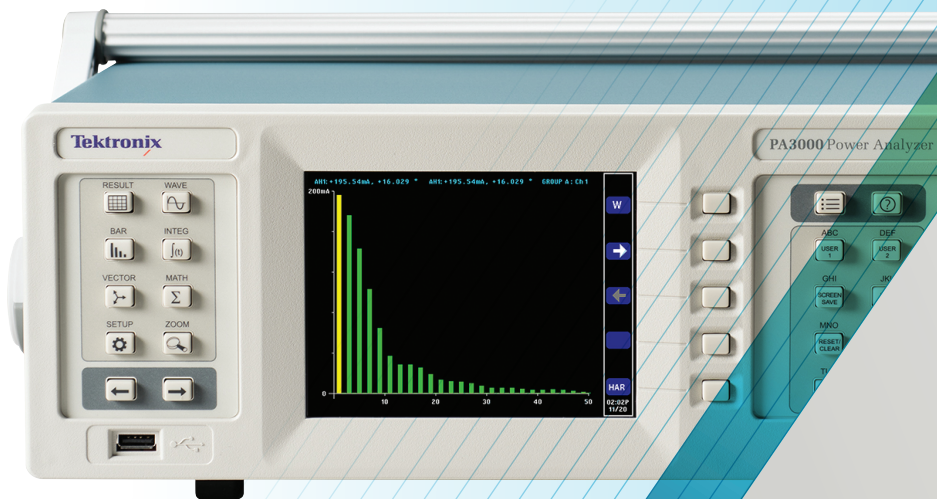 Tektronix
PA3000 Power Analyzer
RESULT WAVE
BAR INTEG
∫(t)
VECTOR MATH
Σ
SETUP ZOOM
AH1:+195.54mA, +16.029 ° AH1:+195.54mA, +16.029 ° GROUP A: Ch1
200mA
0
10 20 30 40 50
W
HAR
02:02P
11/20
?
ABC DEF
USER 1
USER 2
GHI
SCREEN SAVE
MNO
RESET/ CLEAR